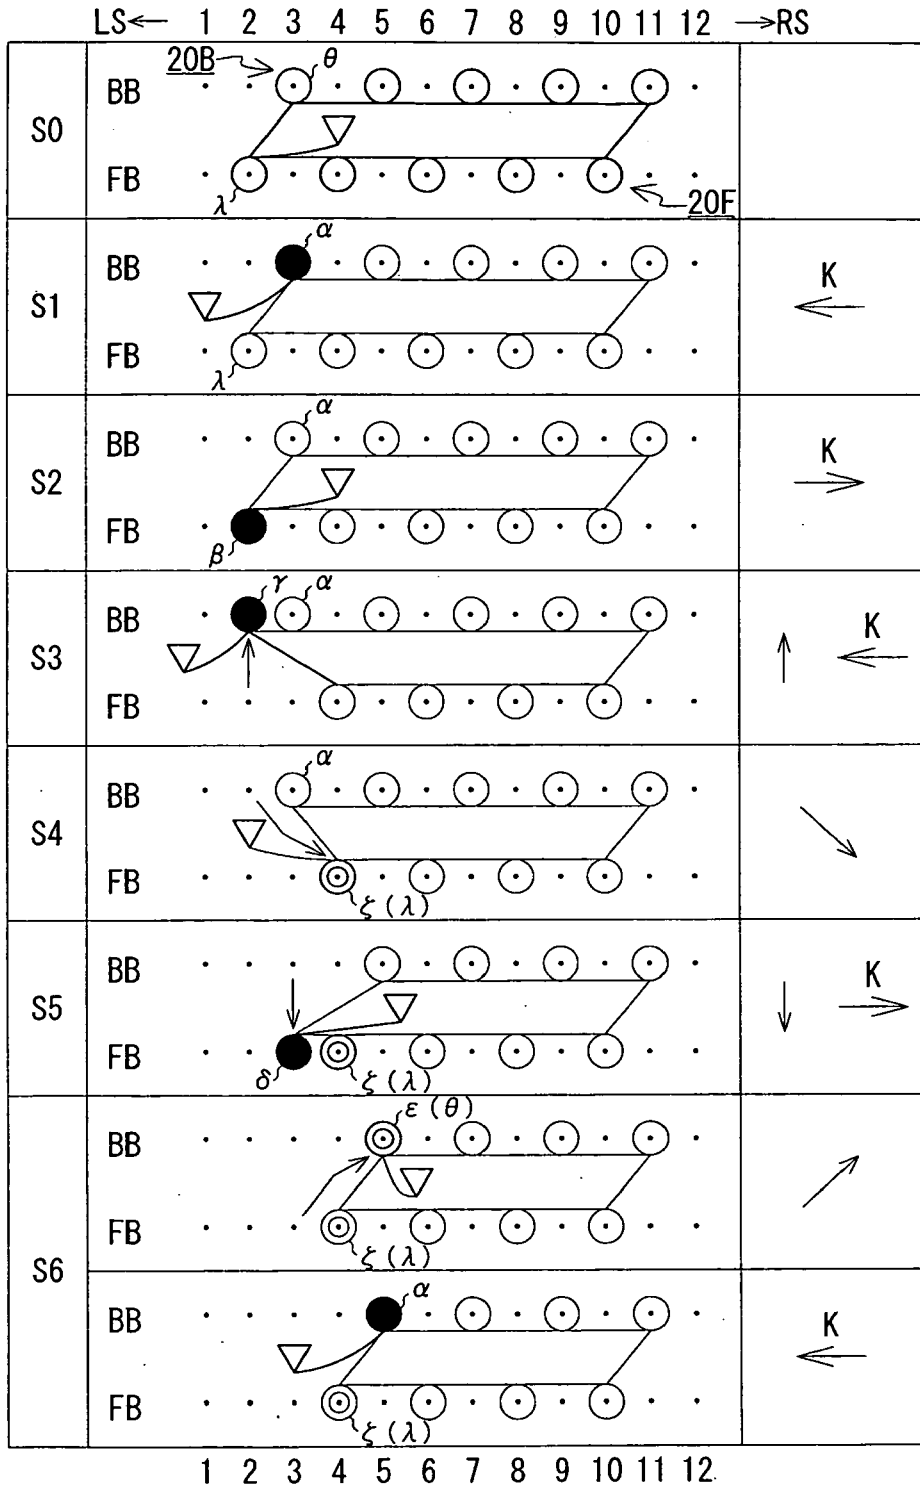 LS← 1 2 3 4 5 6 7 8 9 10 11 12 →RS
20B θ
BB
S0
FB
λ 20F
α
BB
K
S1
FB
λ
α
BB
K
S2
FB
β
γ α
BB
K
S3
FB
α
BB
S4
FB
ζ(λ)
BB
K
S5
FB
δ ζ(λ)
ε(θ)
BB
FB
ζ(λ)
S6
α
BB
K
FB
ζ(λ)
1 2 3 4 5 6 7 8 9 10 11 12